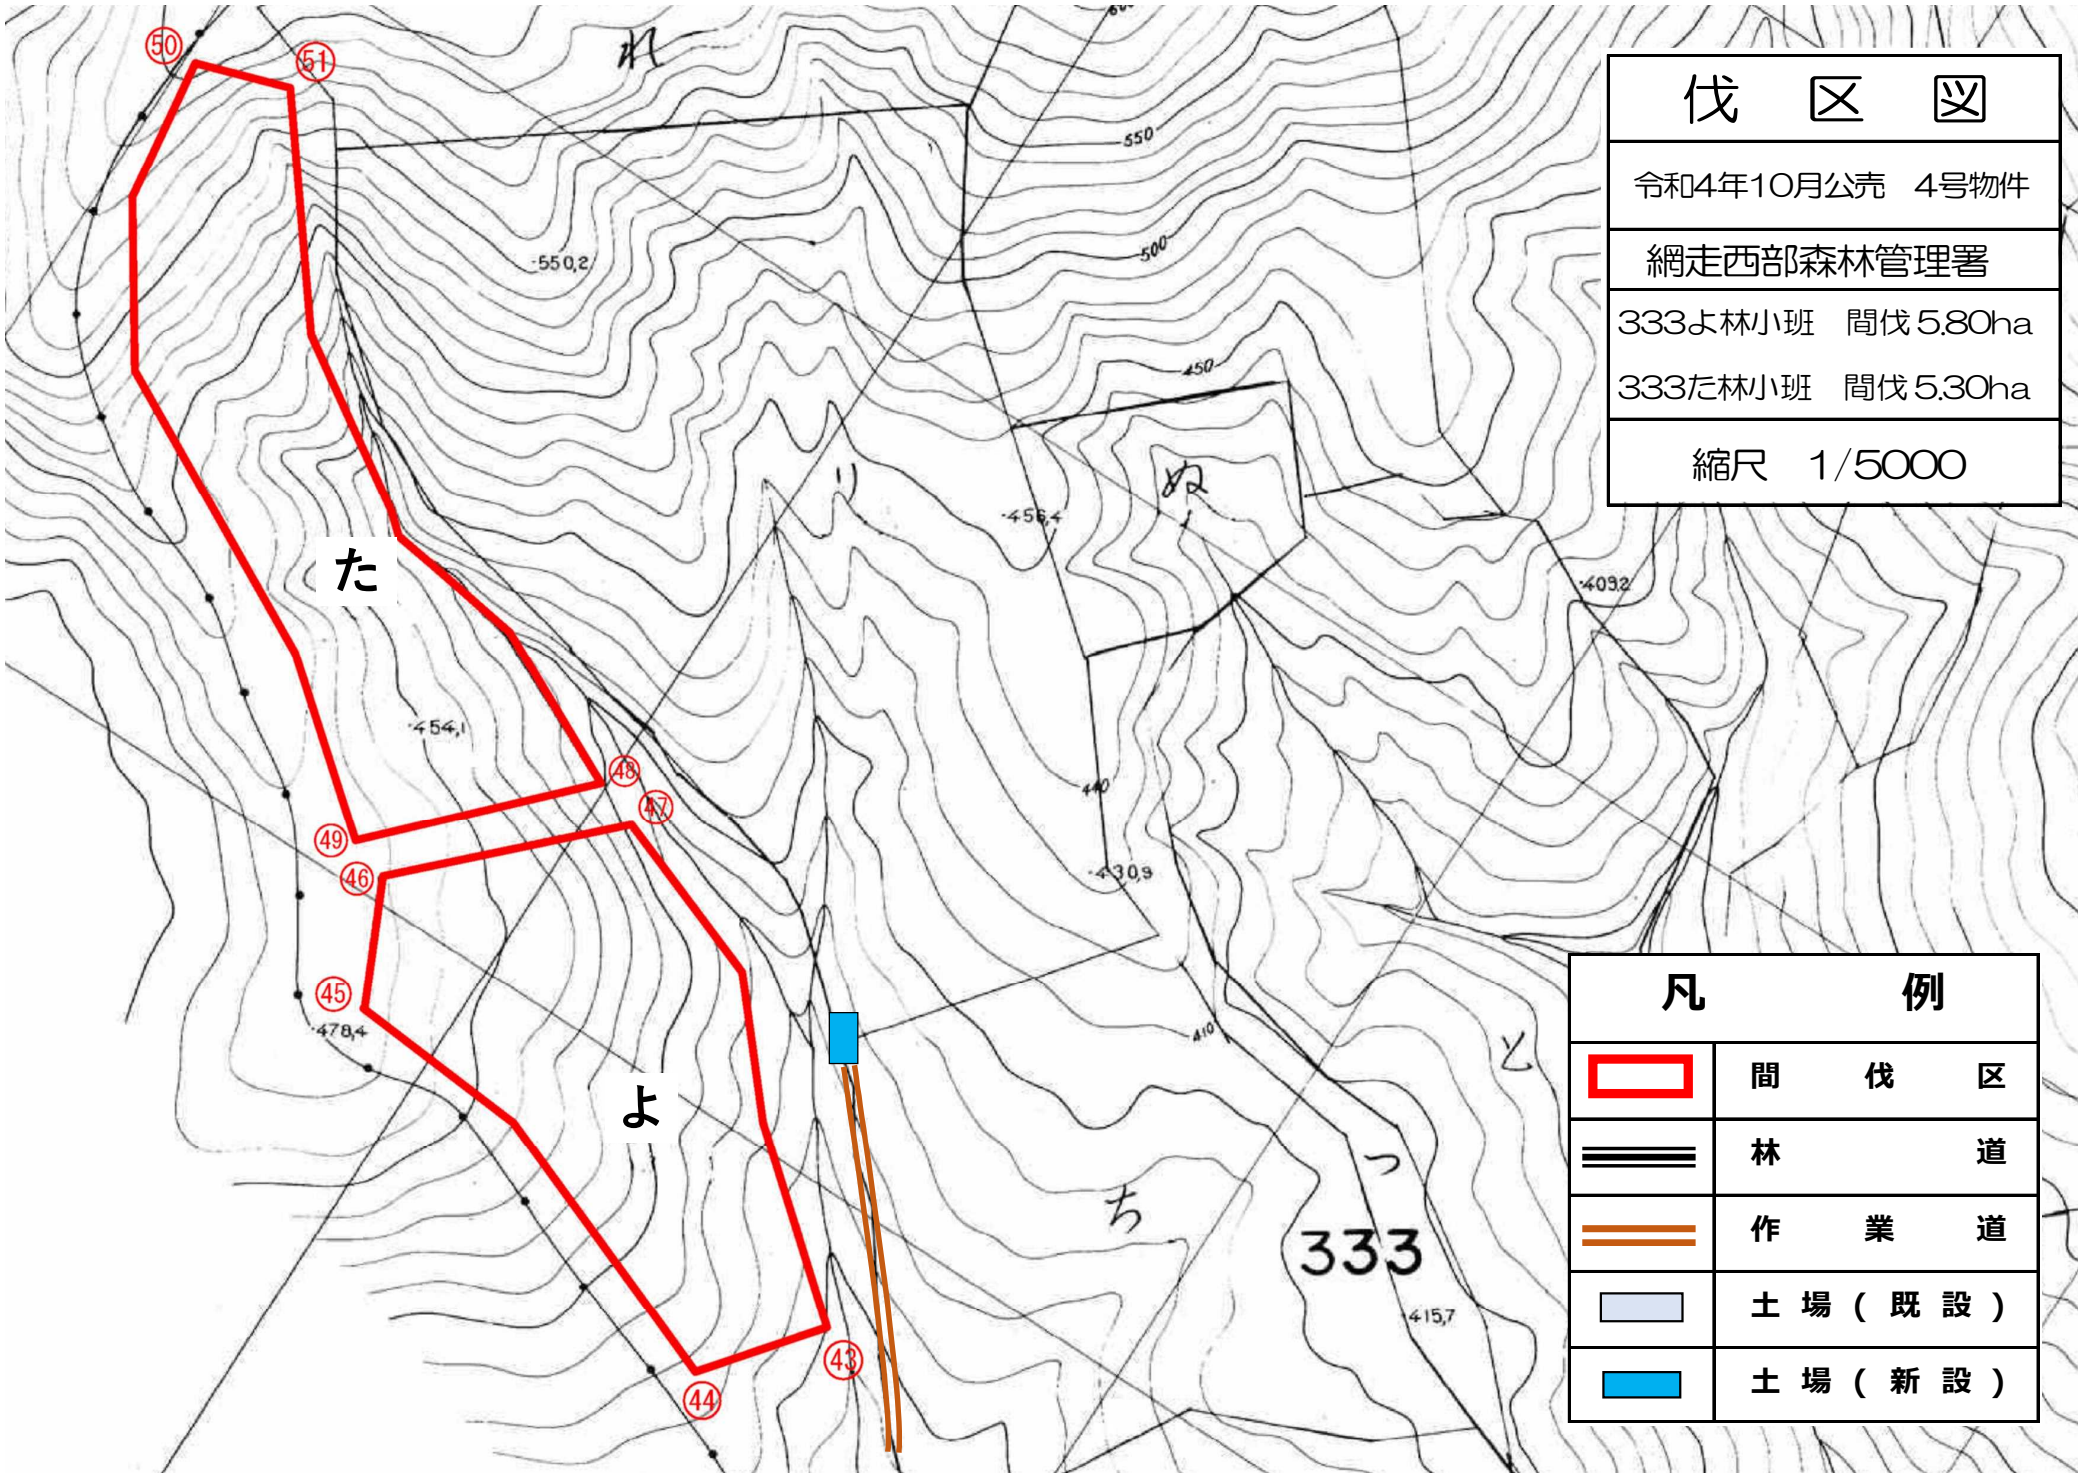 伐 区 図
令和4年10月公売 4号物件
網走西部森林管理署
333よ林小班 間伐 5.80ha
333た林小班 間伐 5.30ha
縮尺 1/5000
㊿
51
れ
550
·550,2
500
450
り
ぬ
·456,4
·409,2
た
·454,1
㊽
㊼
440
㊾
㊻
·430,9
㊺
·478,4
410
と
よ
つ
ち
333
·415,7
㊸
㊹
凡 例
間 伐 区
林 道
作 業 道
土 場 ( 既 設 )
土 場 ( 新 設 )